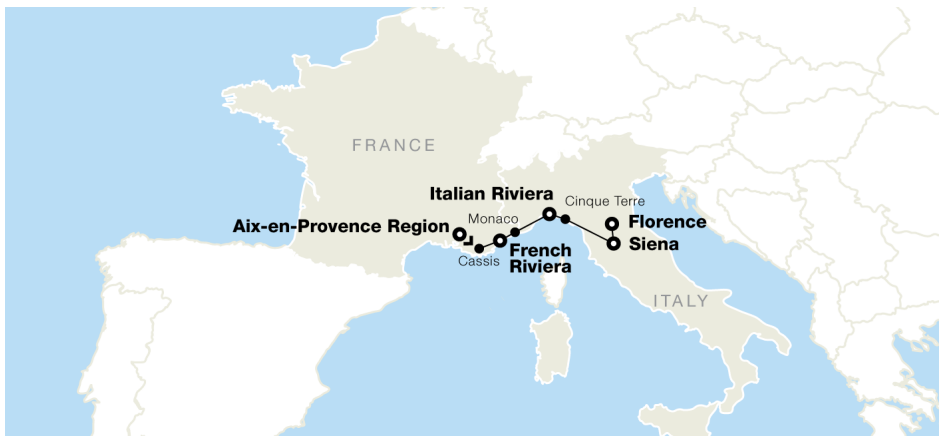 FRANCE
Italian Riviera
Cinque Terre
Monaco
Aix-en-Provence Region
Florence
Siena
French
Riviera
Cassis
ITALY